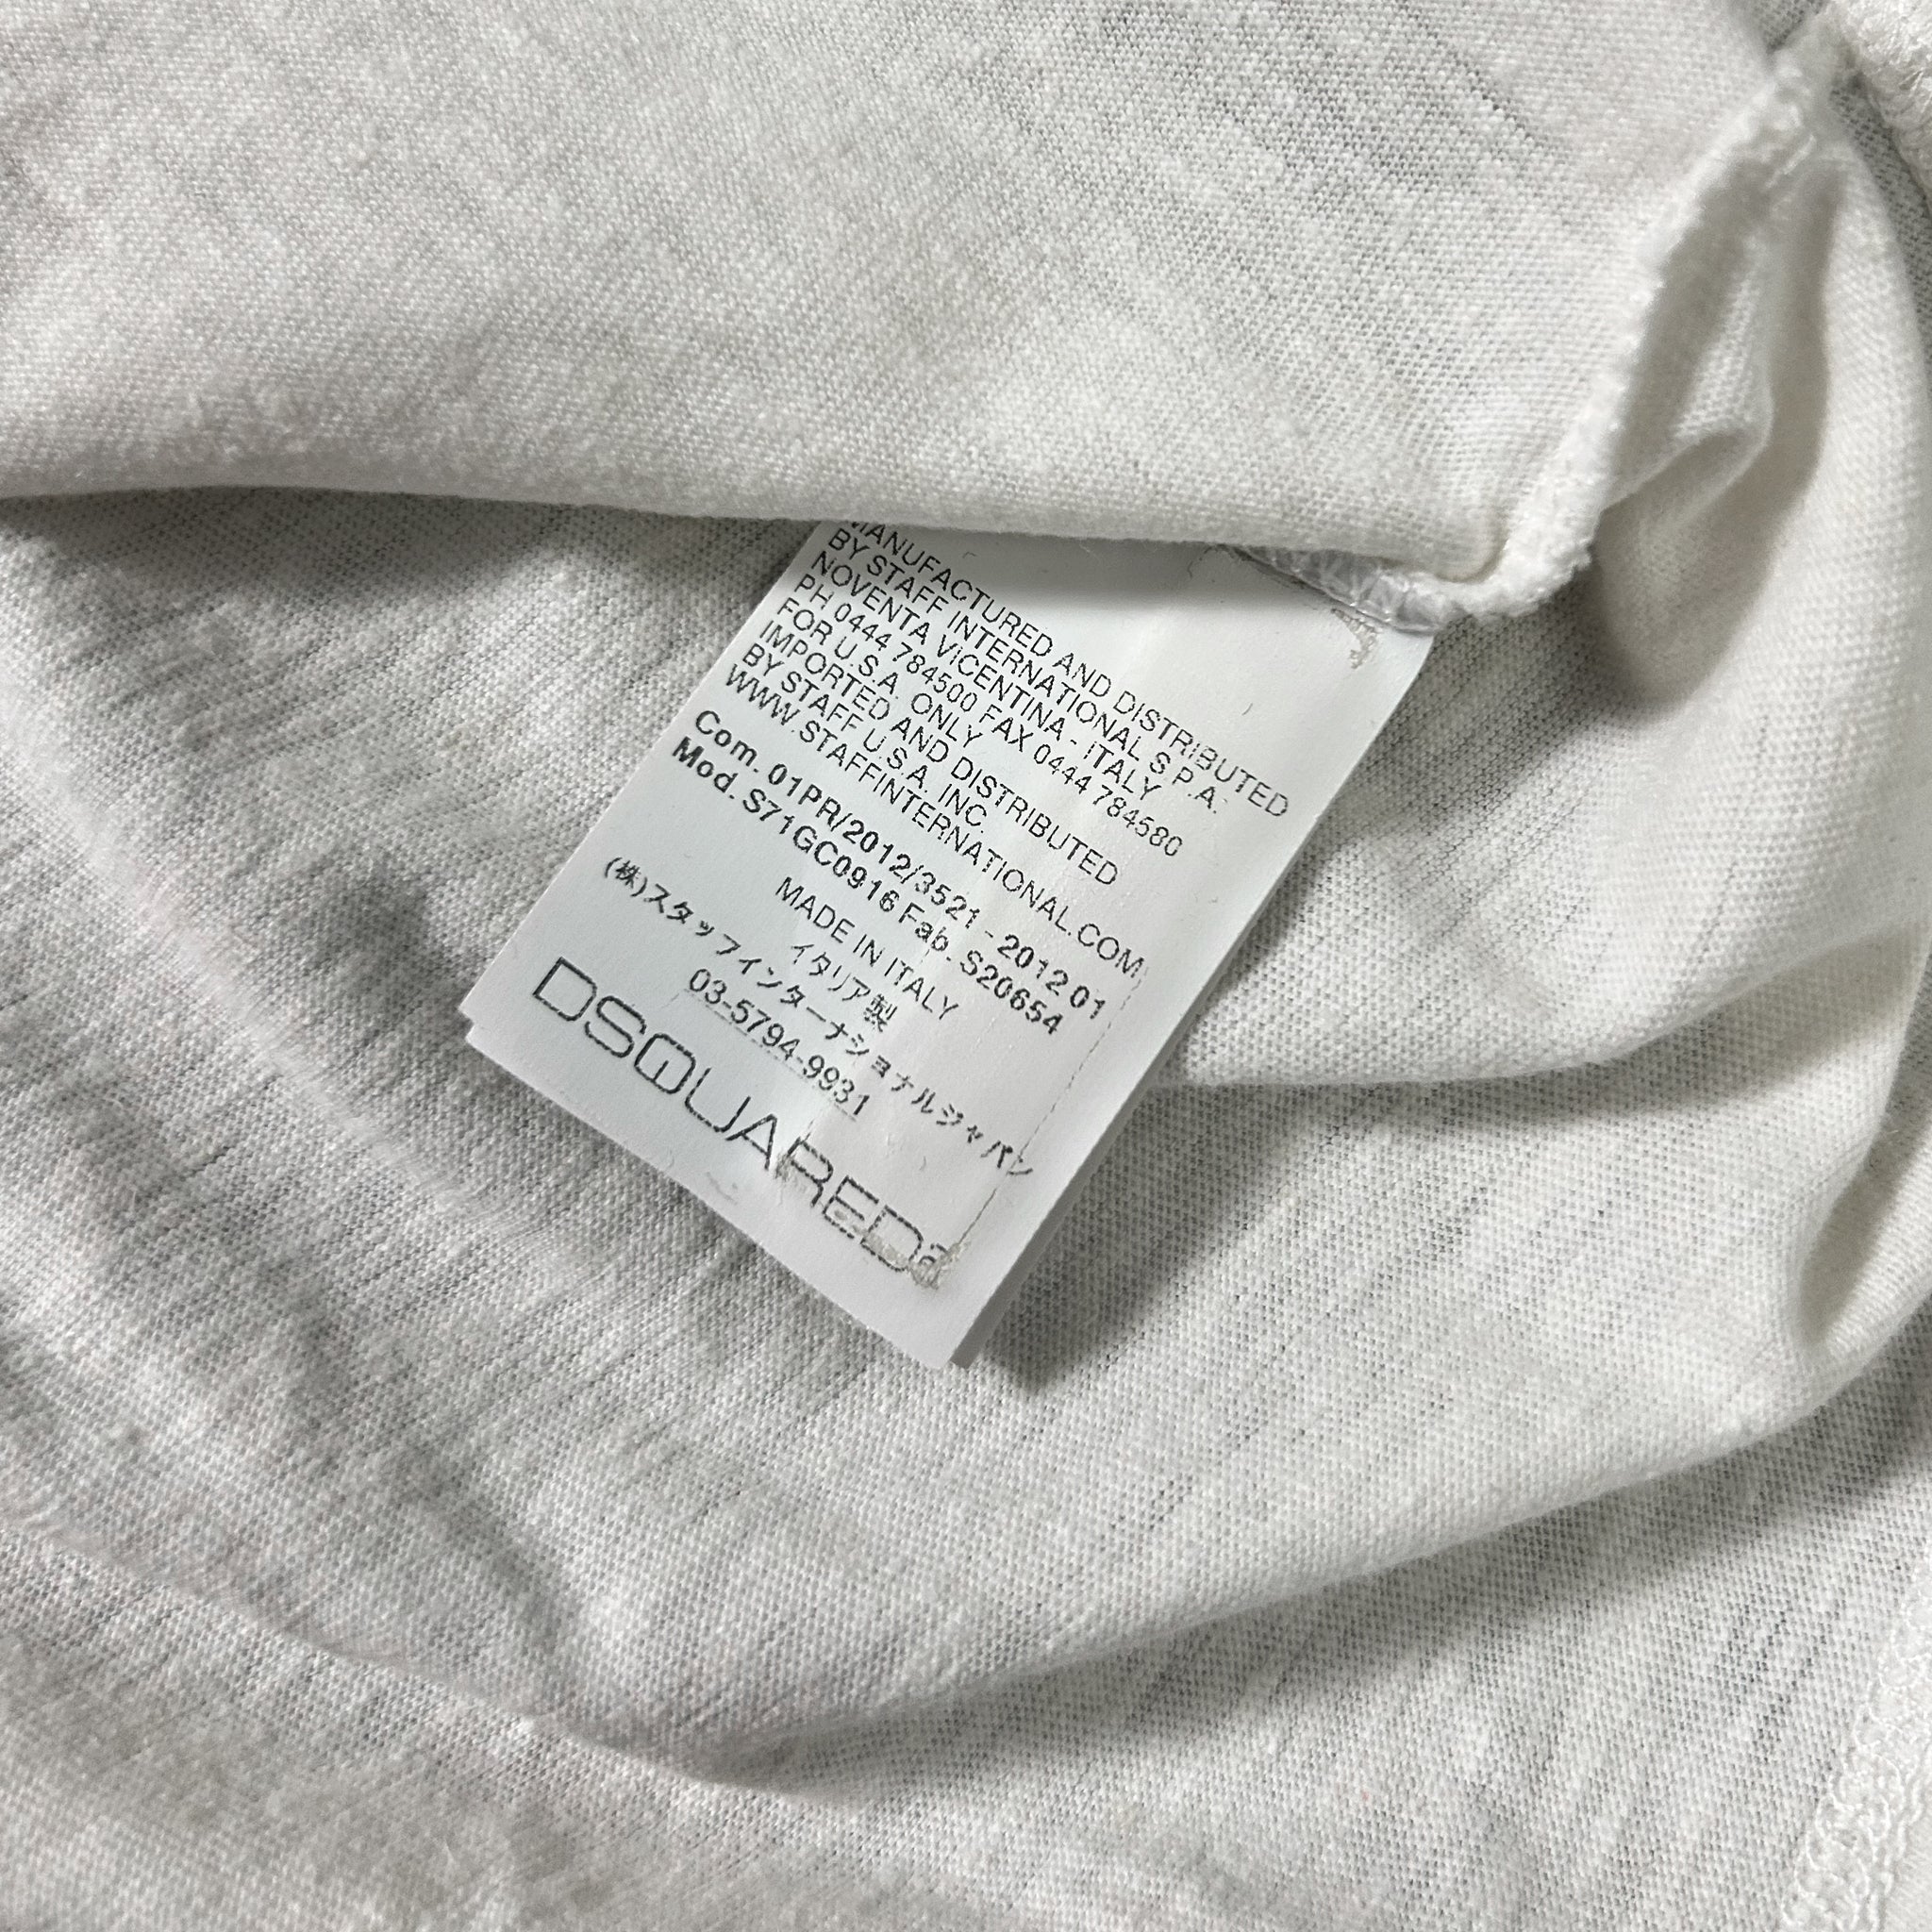 MANUFACTURED AND DISTRIBUTED
BY STAFF INTERNATIONAL S.P.A.
NOVENTA VICENTINA - ITALY
PH 0444 784500 FAX 0444 784580
FOR U.S.A. ONLY
IMPORTED AND DISTRIBUTED
BY STAFF U.S.A. INC.
WWW.STAFFINTERNATIONAL.COM
Com. 01PR/2012/3521 - 2012 01
Mod. S71GC0916 Fab. S20654
MADE IN ITALY
イタリア製
(株)スタッフインターナショナルジャパン
03-5794-9931
DSQUARED2